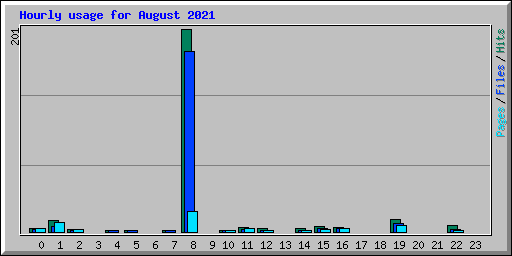 Hourly usage for August 2021
201
Pages/Files/Hits
0 1 2 3 4 5 6 7 8 9 10 11 12 13 14 15 16 17 18 19 20 21 22 23